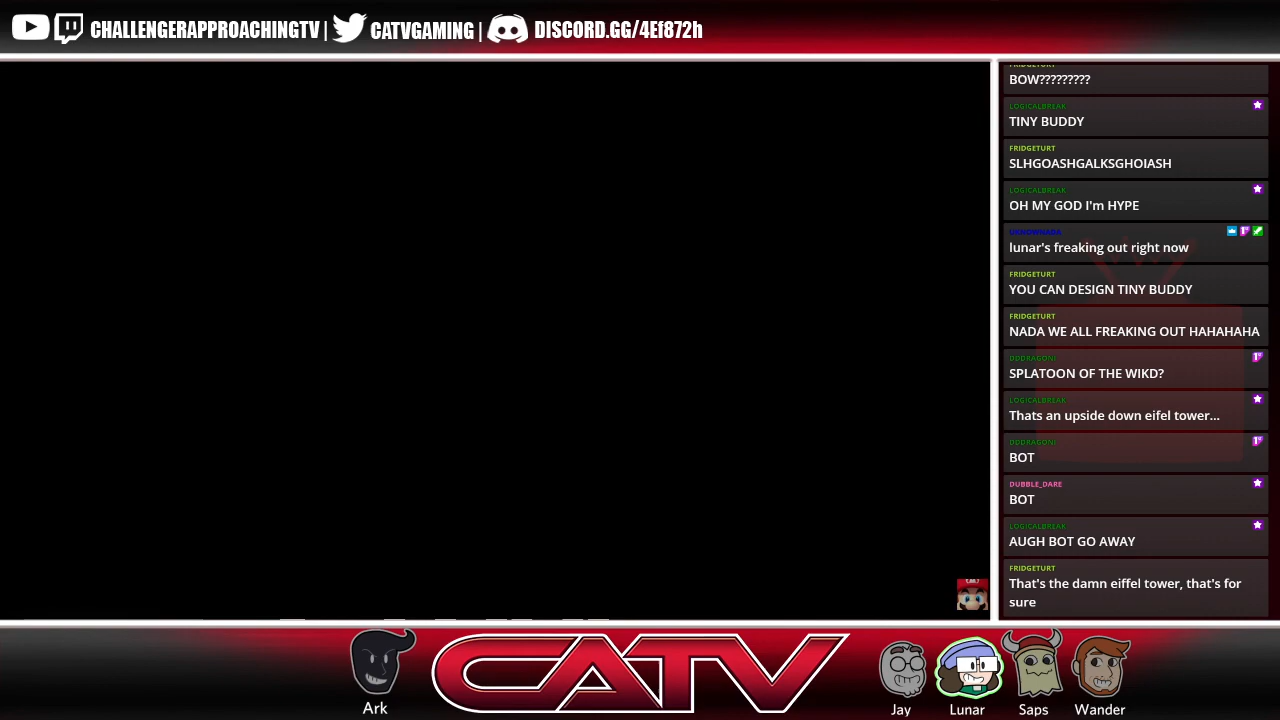 CHALLENGERAPPROACHINGTV | CATVGAMING | DISCORD.GG/4Ef872h
FRIDGETURT
BOW?????????
LOGICALBREAK
TINY BUDDY
FRIDGETURT
SLHGOASHGALKSGHOIASH
LOGICALBREAK
OH MY GOD I'm HYPE
lunar's freaking out right now
FRIDGETURT
YOU CAN DESIGN TINY BUDDY
FRIDGETURT
NADA WE ALL FREAKING OUT HAHAHAHA
DDDRAGONI
SPLATOON OF THE WIKD?
LOGICALBREAK
Thats an upside down eifel tower...
DDDRAGONI
BOT
DUBBLE_DARE
BOT
LOGICALBREAK
AUGH BOT GO AWAY
FRIDGETURT
That's the damn eiffel tower, that's for
sure
CATV
Ark
Jay
Lunar
Saps
Wander